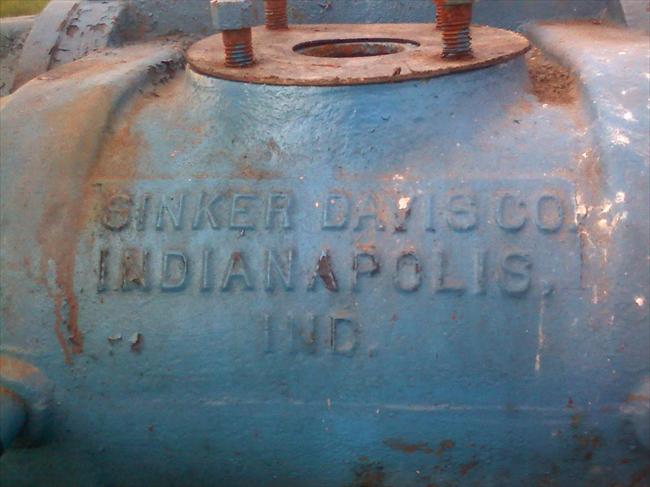 SINKER DAVIS CO.
INDIANAPOLIS,
IND.